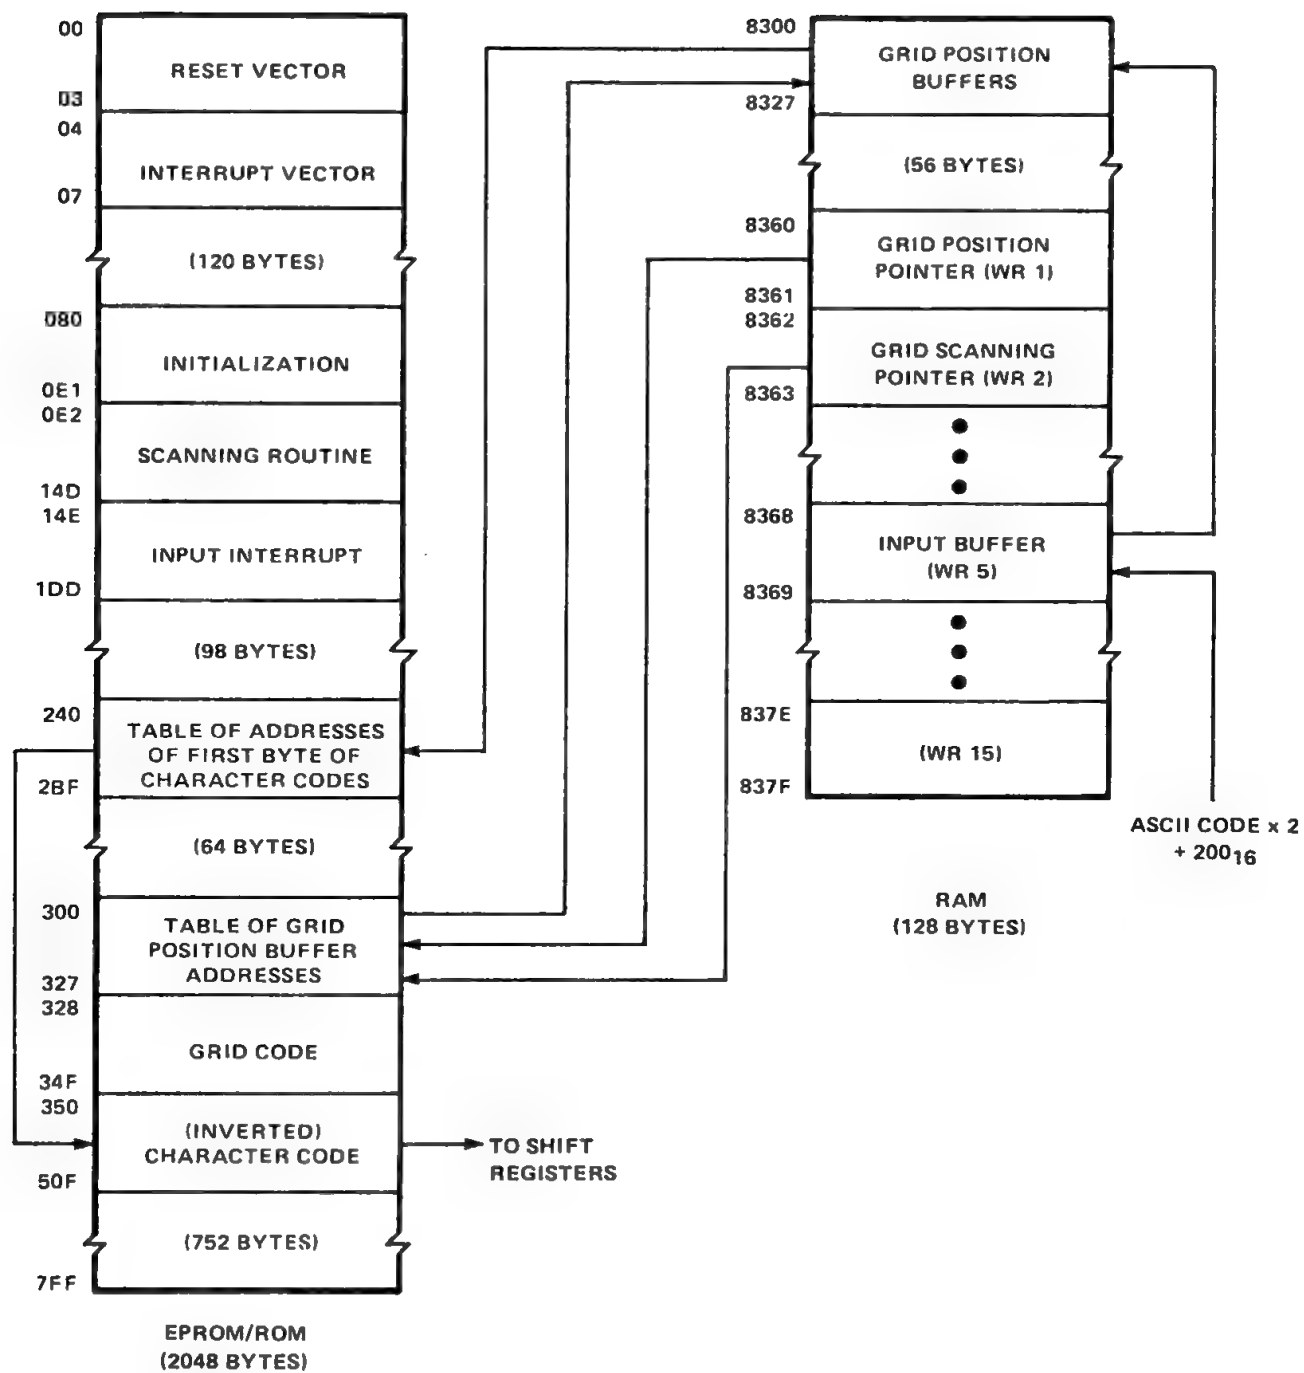 00
RESET VECTOR
03
04
INTERRUPT VECTOR
07
(120 BYTES)
080
INITIALIZATION
0E1
0E2
SCANNING ROUTINE
14D
14E
INPUT INTERRUPT
1DD
(98 BYTES)
240
TABLE OF ADDRESSES
OF FIRST BYTE OF
CHARACTER CODES
2BF
(64 BYTES)
300
TABLE OF GRID
POSITION BUFFER
ADDRESSES
327
328
GRID CODE
34F
350
(INVERTED)
CHARACTER CODE
50F
TO SHIFT
REGISTERS
(752 BYTES)
7FF
EPROM/ROM
(2048 BYTES)
8300
GRID POSITION
BUFFERS
8327
(56 BYTES)
8360
GRID POSITION
POINTER (WR 1)
8361
8362
GRID SCANNING
POINTER (WR 2)
8363
8368
INPUT BUFFER
(WR 5)
8369
837E
(WR 15)
837F
ASCII CODE x 2
+ 200₁₆
RAM
(128 BYTES)